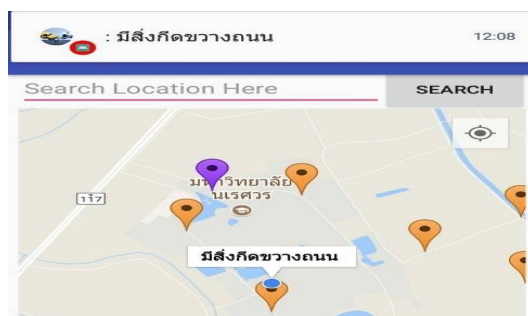 : มีสิ่งกีดขวางถนน 12:08
Search Location Here SEARCH
มหาวิทยาลัย
นเรศวร
117
มีสิ่งกีดขวางถนน